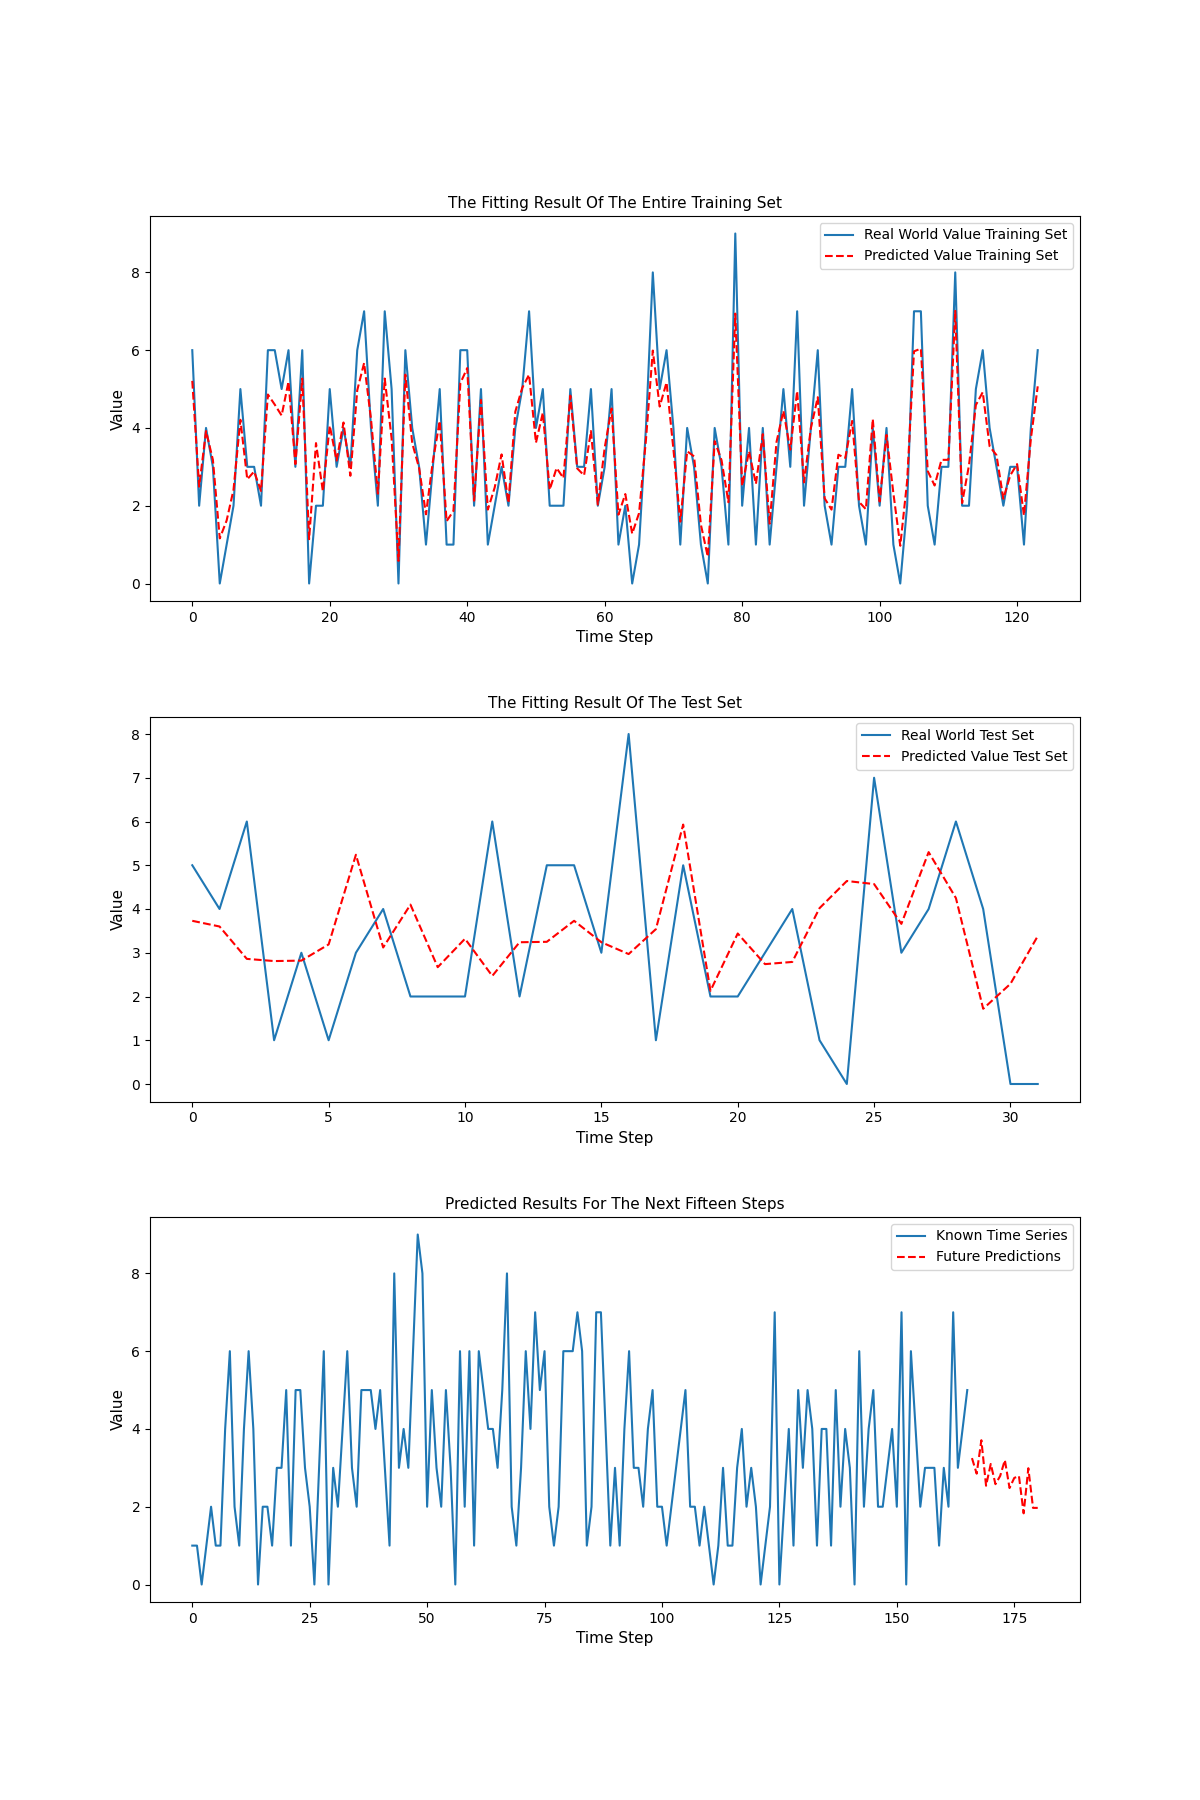 The Fitting Result Of The Entire Training Set
Real World Value Training Set
Predicted Value Training Set
Value
8
6
4
2
0
0 20 40 60 80 100 120
Time Step
The Fitting Result Of The Test Set
Real World Test Set
Predicted Value Test Set
Value
8
7
6
5
4
3
2
1
0
0 5 10 15 20 25 30
Time Step
Predicted Results For The Next Fifteen Steps
Known Time Series
Future Predictions
Value
8
6
4
2
0
0 25 50 75 100 125 150 175
Time Step